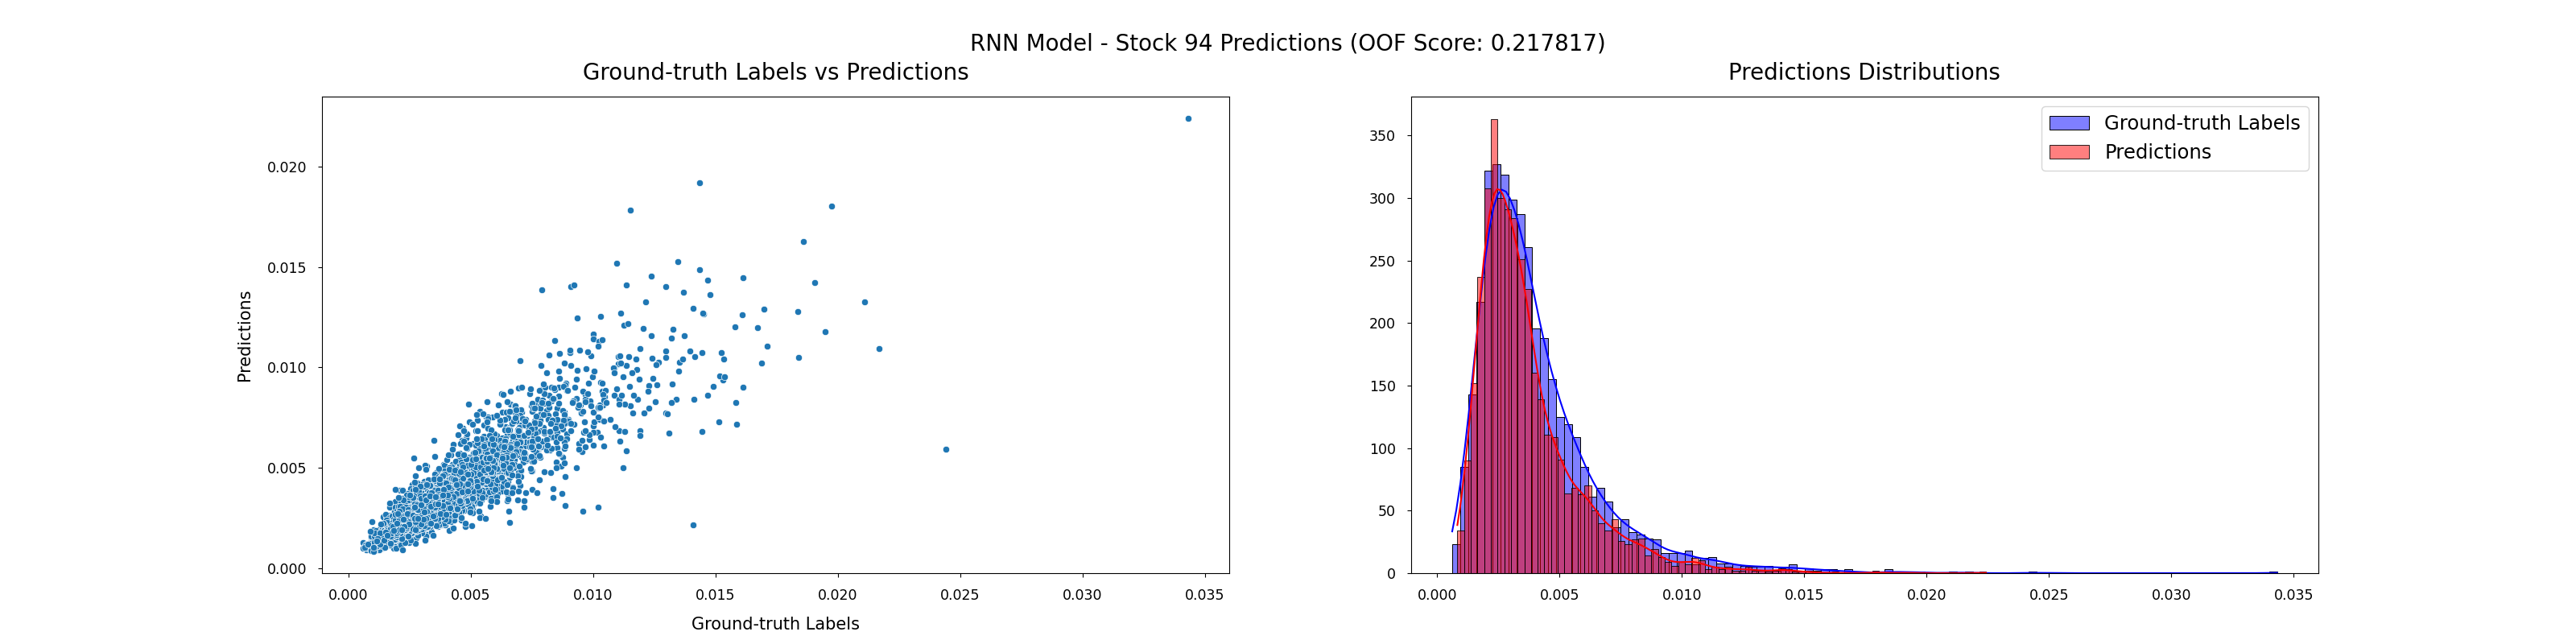 RNN Model - Stock 94 Predictions (OOF Score: 0.217817)
Ground-truth Labels vs Predictions
Predictions
0.020
0.015
0.010
0.005
0.000
0.000 0.005 0.010 0.015 0.020 0.025 0.030 0.035
Ground-truth Labels
Predictions Distributions
Ground-truth Labels
Predictions
350
300
250
200
150
100
50
0
0.000 0.005 0.010 0.015 0.020 0.025 0.030 0.035